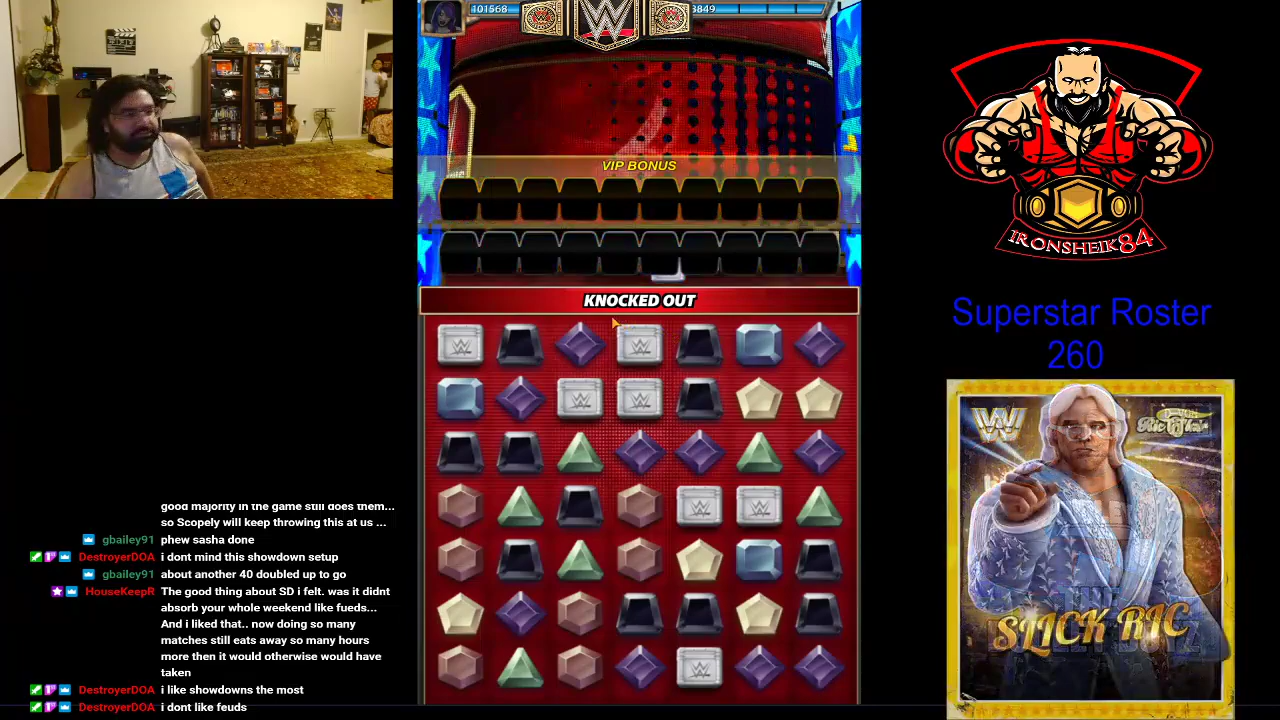 101568
3849
VIP BONUS
KNOCKED OUT
IRONSHEIK84
Superstar Roster
260
SLICK RIC
good majority in the game still does them...
so Scopely will keep throwing this at us ...
gbailey91 phew sasha done
DestroyerDOA i dont mind this showdown setup
gbailey91 about another 40 doubled up to go
HouseKeepR The good thing about SD i felt. was it didnt
absorb your whole weekend like fueds...
And i liked that.. now doing so many
matches still eats away so many hours
more then it would otherwise would have
taken
DestroyerDOA i like showdowns the most
DestroyerDOA i dont like feuds